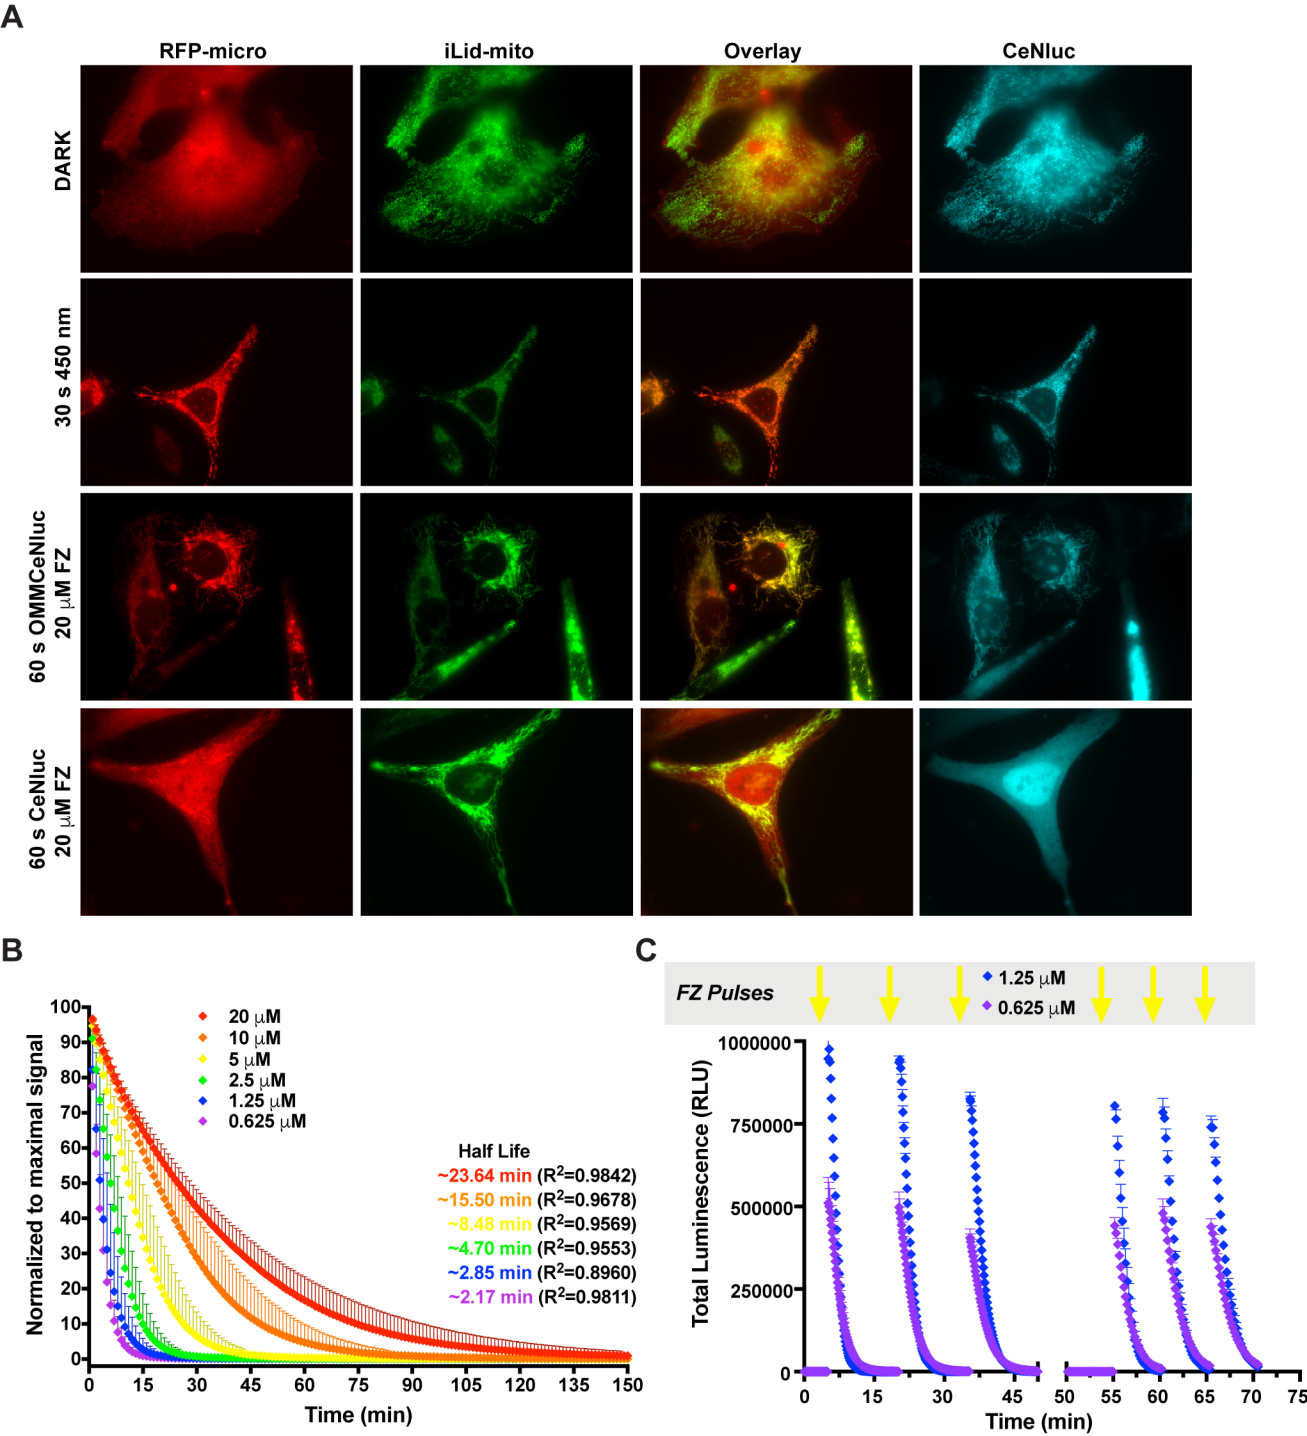 A
RFP-micro iLid-mito Overlay CeNluc
DARK
30 s 450 nm
60 s OMMCeNluc
20 μM FZ
60 s CeNluc
20 μM FZ
B
Normalized to maximal signal
100
90
80
70
60
50
40
30
20
10
0
20 μM
10 μM
5 μM
2.5 μM
1.25 μM
0.625 μM
Half Life
~23.64 min (R²=0.9842)
~15.50 min (R²=0.9678)
~8.48 min (R²=0.9569)
~4.70 min (R²=0.9553)
~2.85 min (R²=0.8960)
~2.17 min (R²=0.9811)
0 15 30 45 60 75 90 105 120 135 150
Time (min)
C
FZ Pulses
1.25 μM
0.625 μM
Total Luminescence (RLU)
1000000
750000
500000
250000
0
0 15 30 45 50 55 60 65 70 75
Time (min)